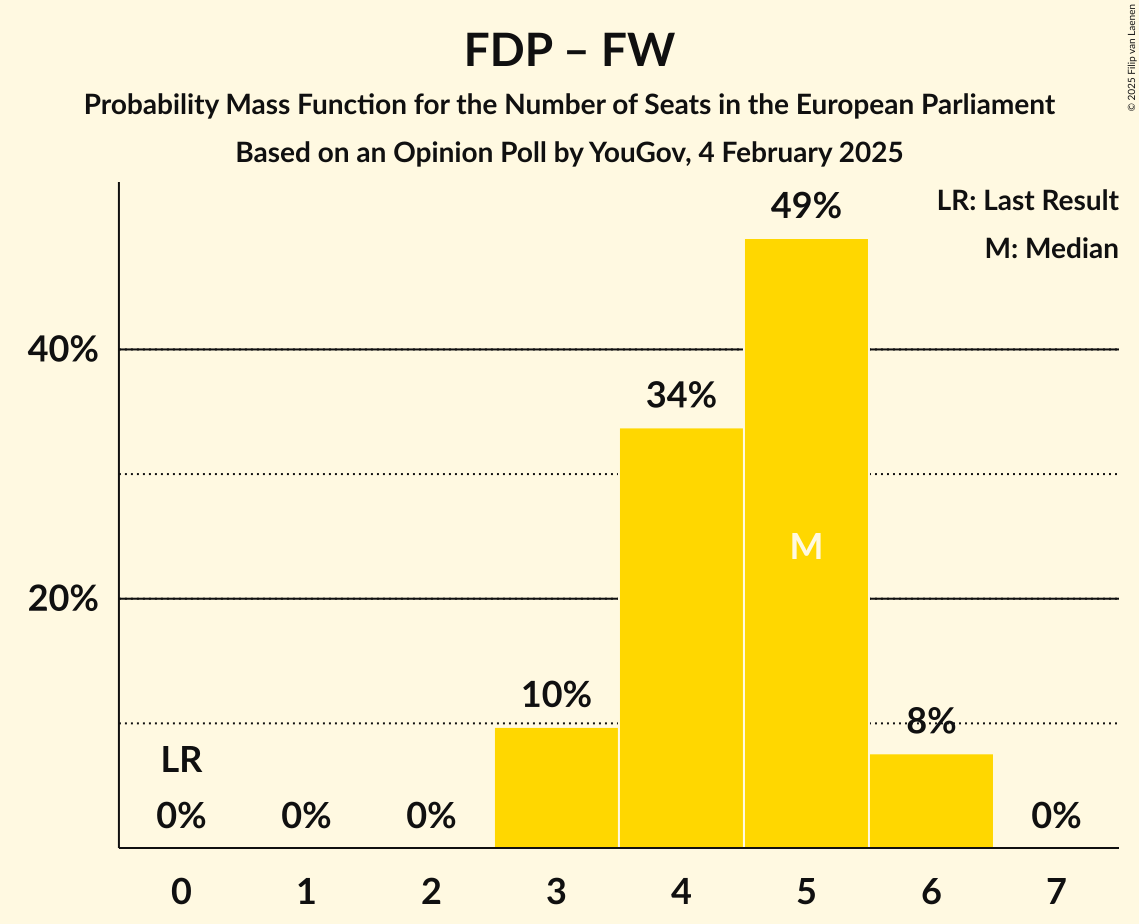 FDP – FW
Probability Mass Function for the Number of Seats in the European Parliament
Based on an Opinion Poll by YouGov, 4 February 2025
© 2025 Filip van Laenen
LR: Last Result
M: Median
49%
40%
34%
M
20%
10%
8%
LR
0%
0%
0%
0%
0 1 2 3 4 5 6 7